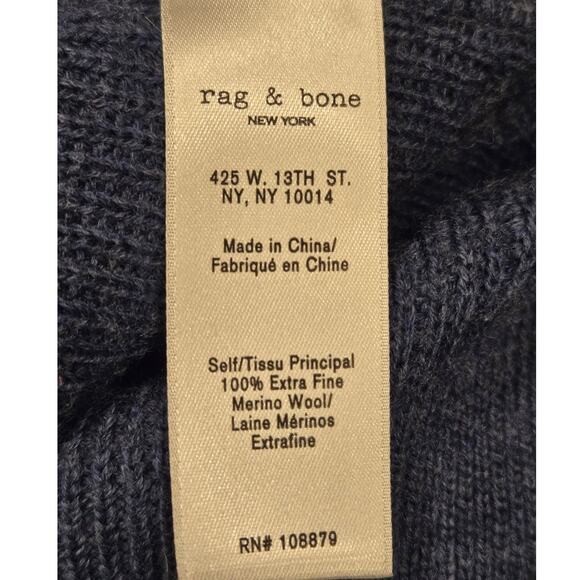 rag & bone
NEW YORK
425 W. 13TH ST.
NY, NY 10014
Made in China/
Fabriqué en Chine
Self/Tissu Principal
100% Extra Fine
Merino Wool/
Laine Mérinos
Extrafine
RN# 108879